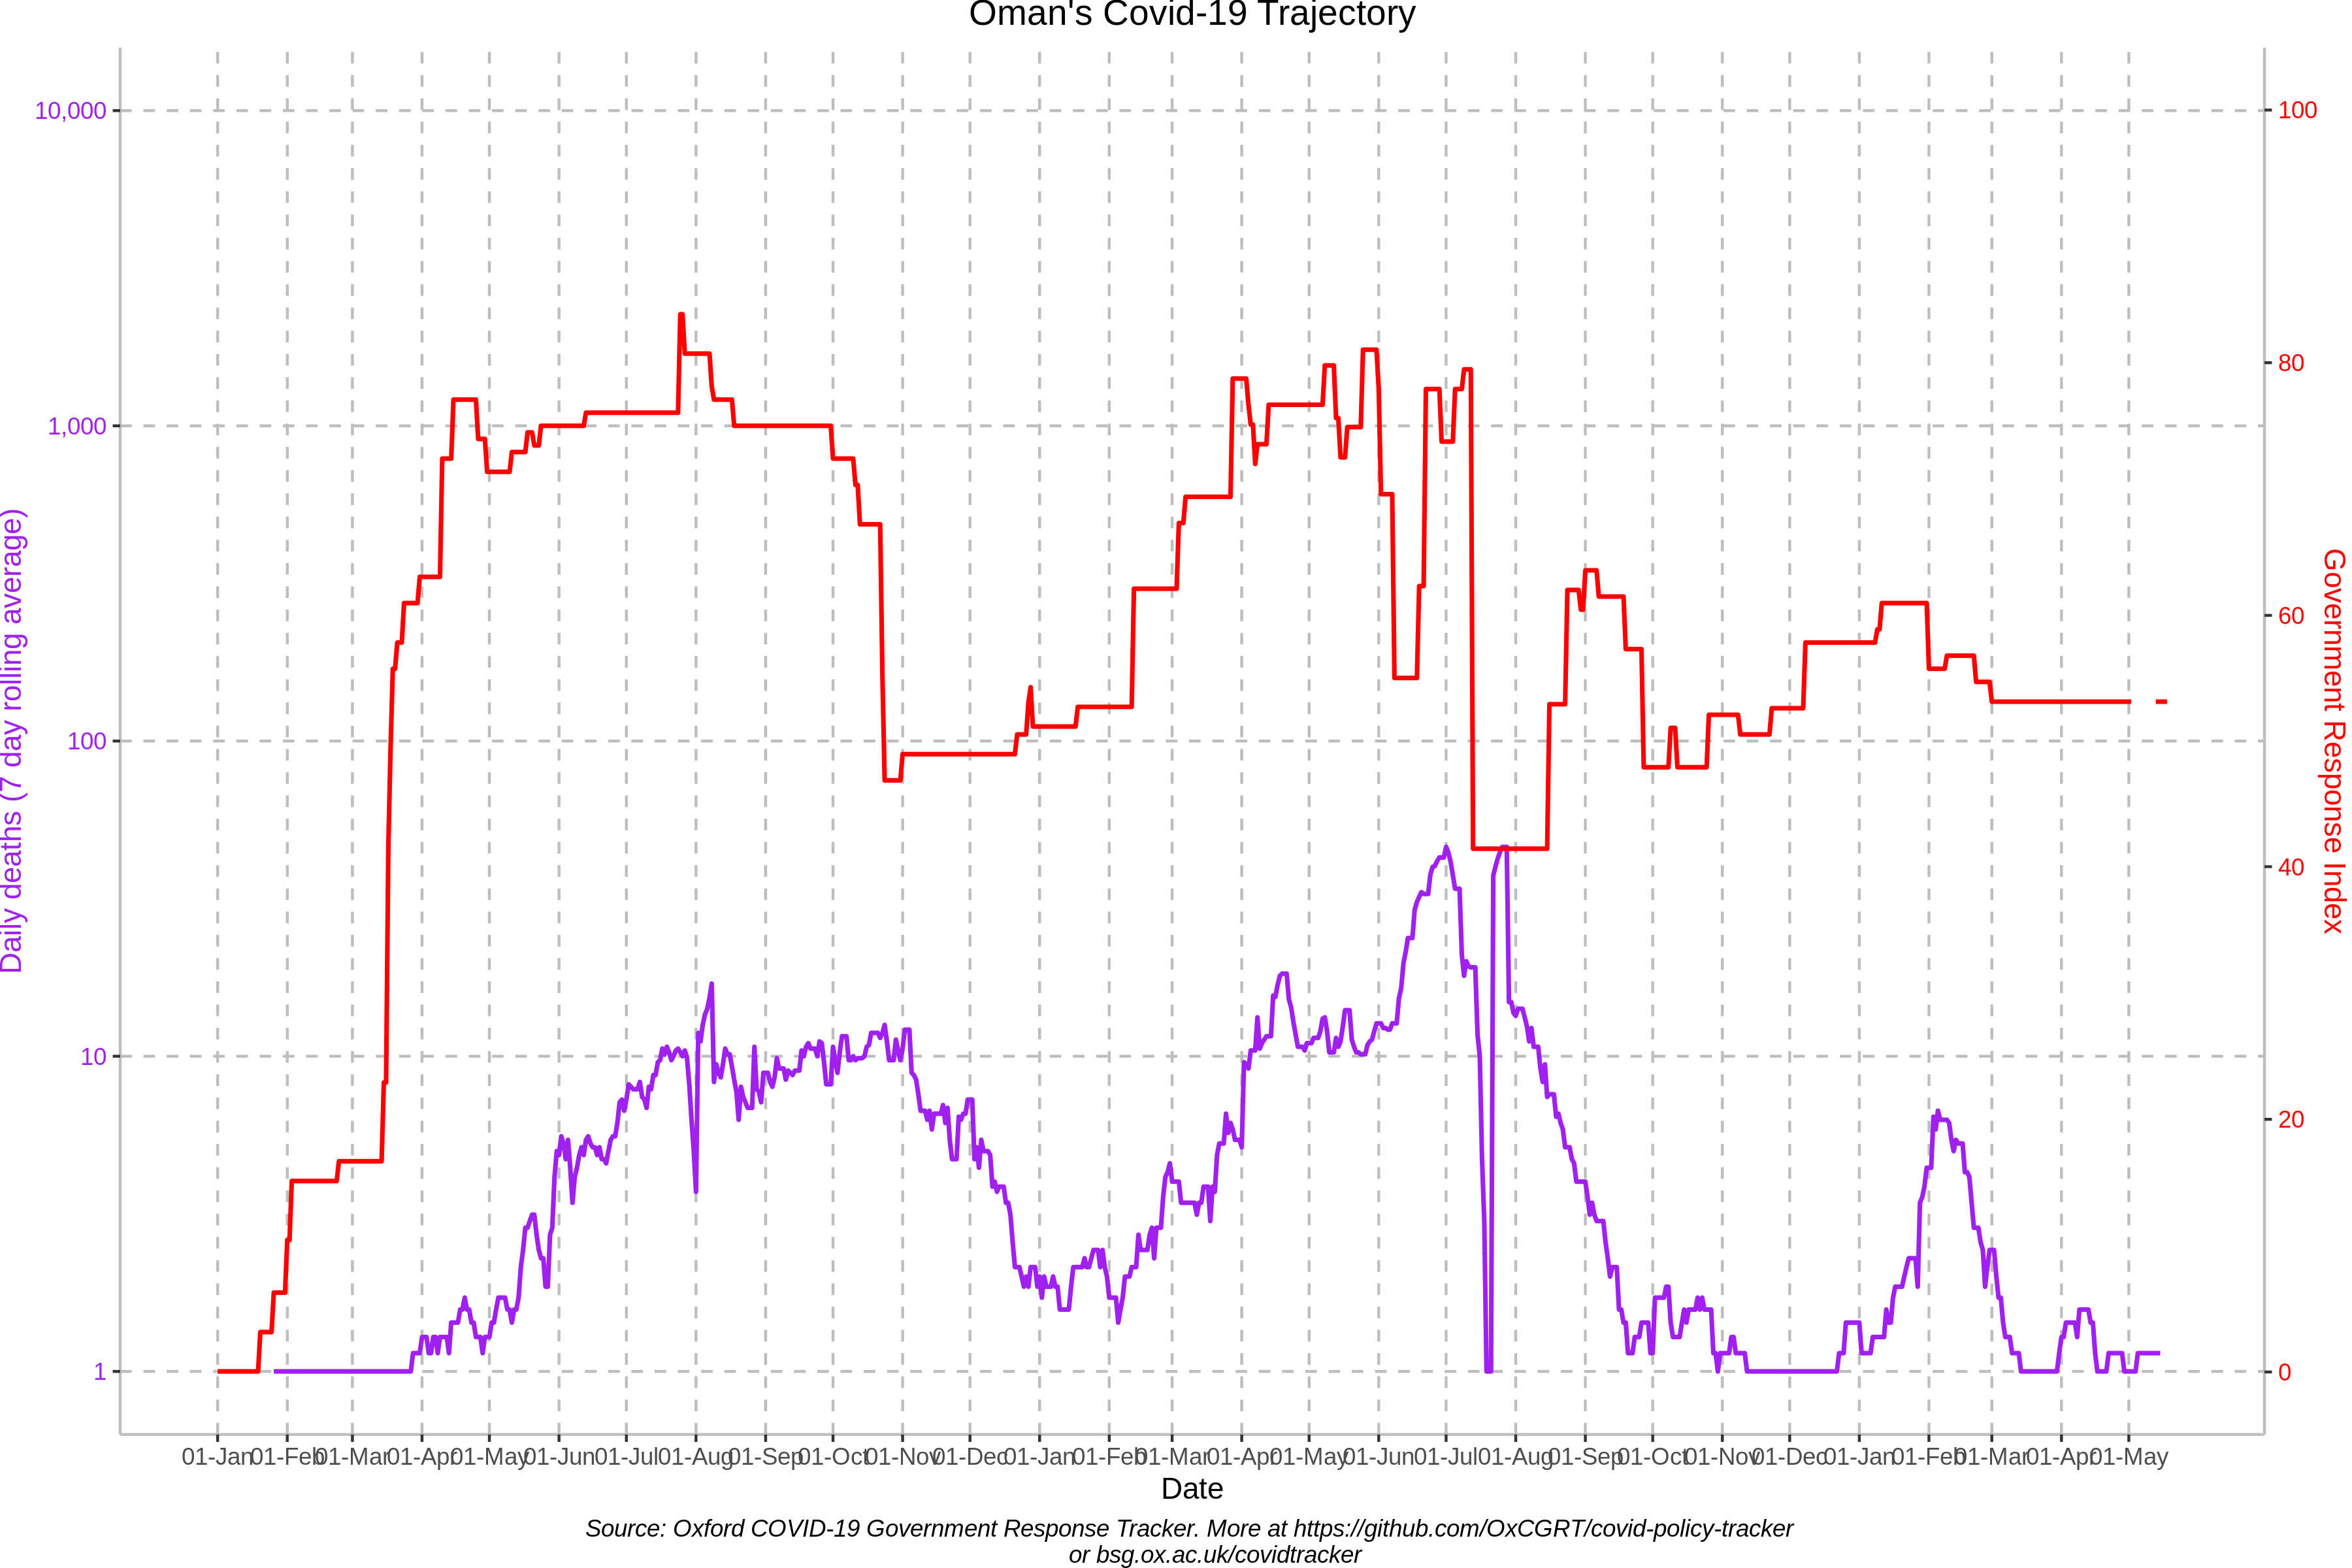 Oman's Covid-19 Trajectory
10,000
1,000
100
10
1
Daily deaths (7 day rolling average)
100
80
60
40
20
0
Government Response Index
01-Jan 01-Feb 01-Mar 01-Apr 01-May 01-Jun 01-Jul 01-Aug 01-Sep 01-Oct 01-Nov 01-Dec 01-Jan 01-Feb 01-Mar 01-Apr 01-May 01-Jun 01-Jul 01-Aug 01-Sep 01-Oct 01-Nov 01-Dec 01-Jan 01-Feb 01-Mar 01-Apr 01-May
Date
Source: Oxford COVID-19 Government Response Tracker. More at https://github.com/OxCGRT/covid-policy-tracker
or bsg.ox.ac.uk/covidtracker